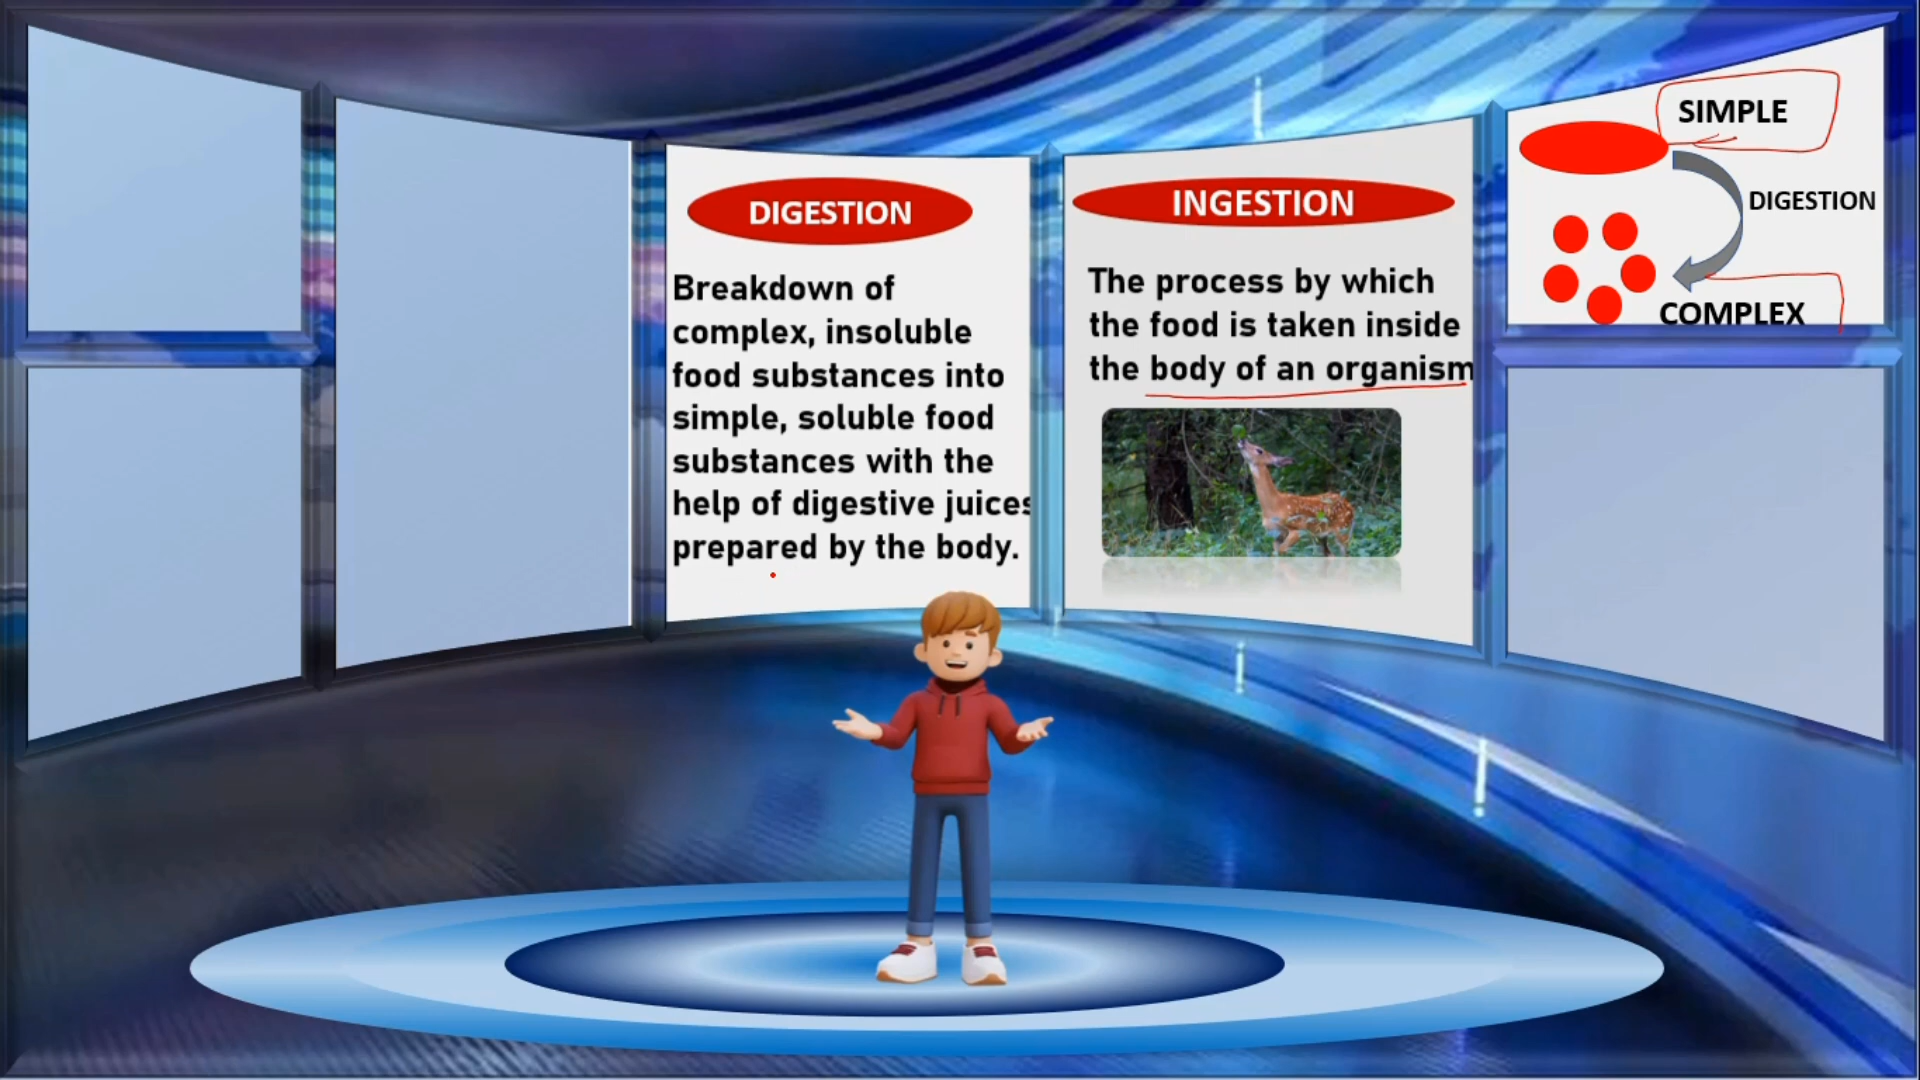 DIGESTION
Breakdown of
complex, insoluble
food substances into
simple, soluble food
substances with the
help of digestive juices
prepared by the body.
INGESTION
The process by which
the food is taken inside
the body of an organism
SIMPLE
DIGESTION
COMPLEX